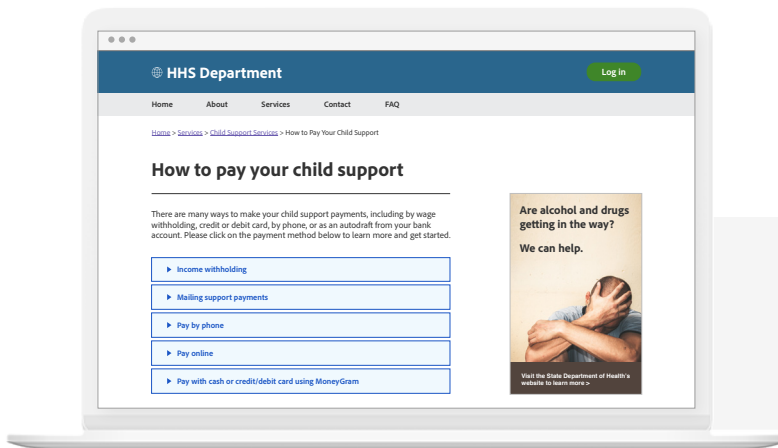 HHS Department
Log in
Home About Services Contact FAQ
Home > Services > Child Support Services > How to Pay Your Child Support
How to pay your child support
There are many ways to make your child support payments, including by wage
withholding, credit or debit card, by phone, or as an autodraft from your bank
account. Please click on the payment method below to learn more and get started.
Income withholding
Mailing support payments
Pay by phone
Pay online
Pay with cash or credit/debit card using MoneyGram
Are alcohol and drugs
getting in the way?
We can help.
Visit the State Department of Health's
website to learn more >